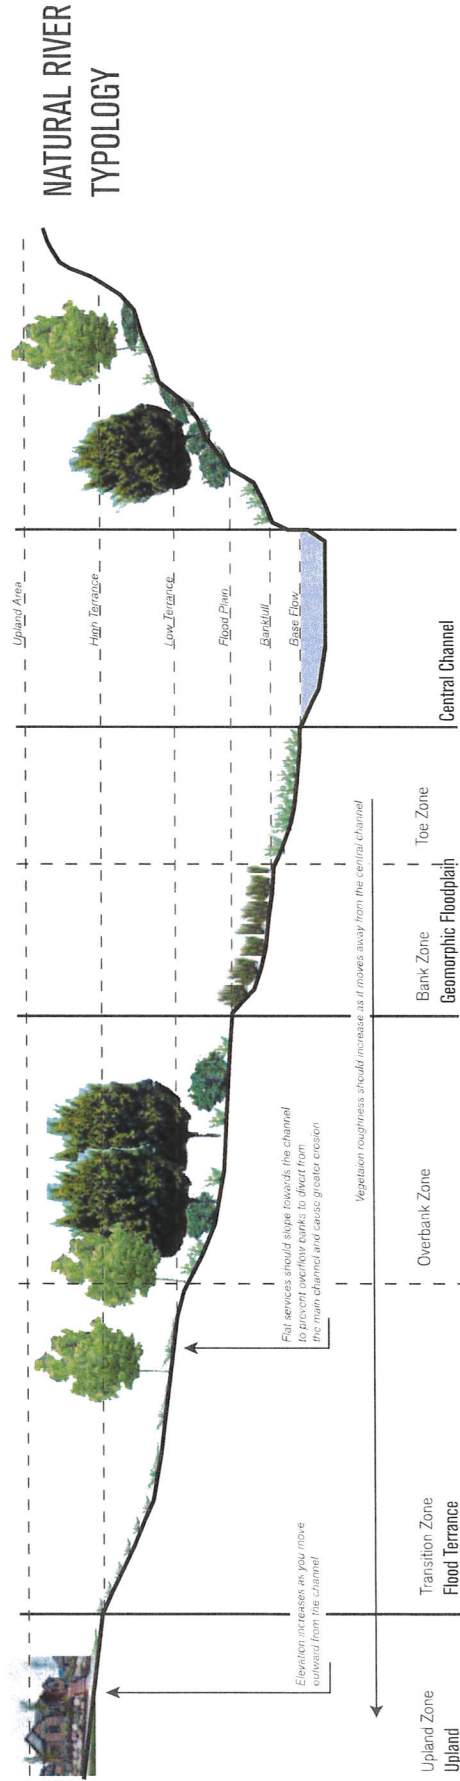 NATURAL RIVER
TYPOLOGY
Upland Area
High Terrance
Low Terrance
Flood Plain
Bankfull
Base Flow
Elevation increases as you move
outward from the channel
Flat services should slope towards the channel
to prevent overflow banks to divert from
the main channel and cause greater erosion
Vegetaion roughness should increase as it moves away from the central channel
Upland Zone
Upland
Transition Zone
Flood Terrance
Overbank Zone
Bank Zone
Geomorphic Floodplain
Toe Zone
Central Channel